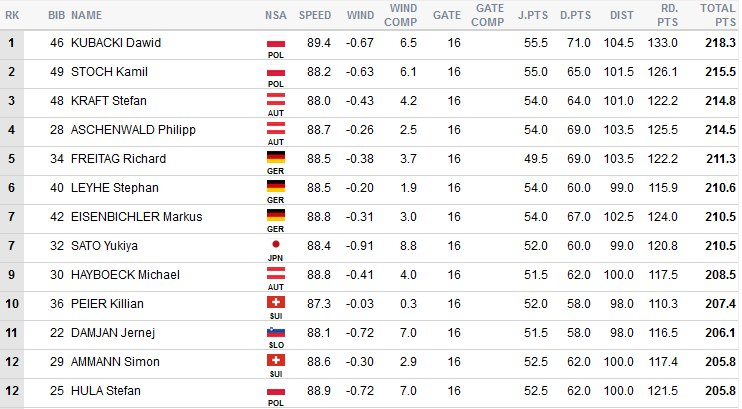 RK BIB NAME NSA SPEED WIND WIND COMP GATE GATE COMP J.PTS D.PTS DIST RD. PTS TOTAL PTS
1 46 KUBACKI Dawid POL 89.4 -0.67 6.5 16 55.5 71.0 104.5 133.0 218.3
2 49 STOCH Kamil POL 88.2 -0.63 6.1 16 55.0 65.0 101.5 126.1 215.5
3 48 KRAFT Stefan AUT 88.0 -0.43 4.2 16 54.0 64.0 101.0 122.2 214.8
4 28 ASCHENWALD Philipp AUT 88.7 -0.26 2.5 16 54.0 69.0 103.5 125.5 214.5
5 34 FREITAG Richard GER 88.5 -0.38 3.7 16 49.5 69.0 103.5 122.2 211.3
6 40 LEYHE Stephan GER 88.5 -0.20 1.9 16 54.0 60.0 99.0 115.9 210.6
7 42 EISENBICHLER Markus GER 88.8 -0.31 3.0 16 54.0 67.0 102.5 124.0 210.5
7 32 SATO Yukiya JPN 88.4 -0.91 8.8 16 52.0 60.0 99.0 120.8 210.5
9 30 HAYBOECK Michael AUT 88.8 -0.41 4.0 16 51.5 62.0 100.0 117.5 208.5
10 36 PEIER Killian SUI 87.3 -0.03 0.3 16 52.0 58.0 98.0 110.3 207.4
11 22 DAMJAN Jernej SLO 88.1 -0.72 7.0 16 51.5 58.0 98.0 116.5 206.1
12 29 AMMANN Simon SUI 88.6 -0.30 2.9 16 52.5 62.0 100.0 117.4 205.8
12 25 HULA Stefan POL 88.9 -0.72 7.0 16 52.5 62.0 100.0 121.5 205.8